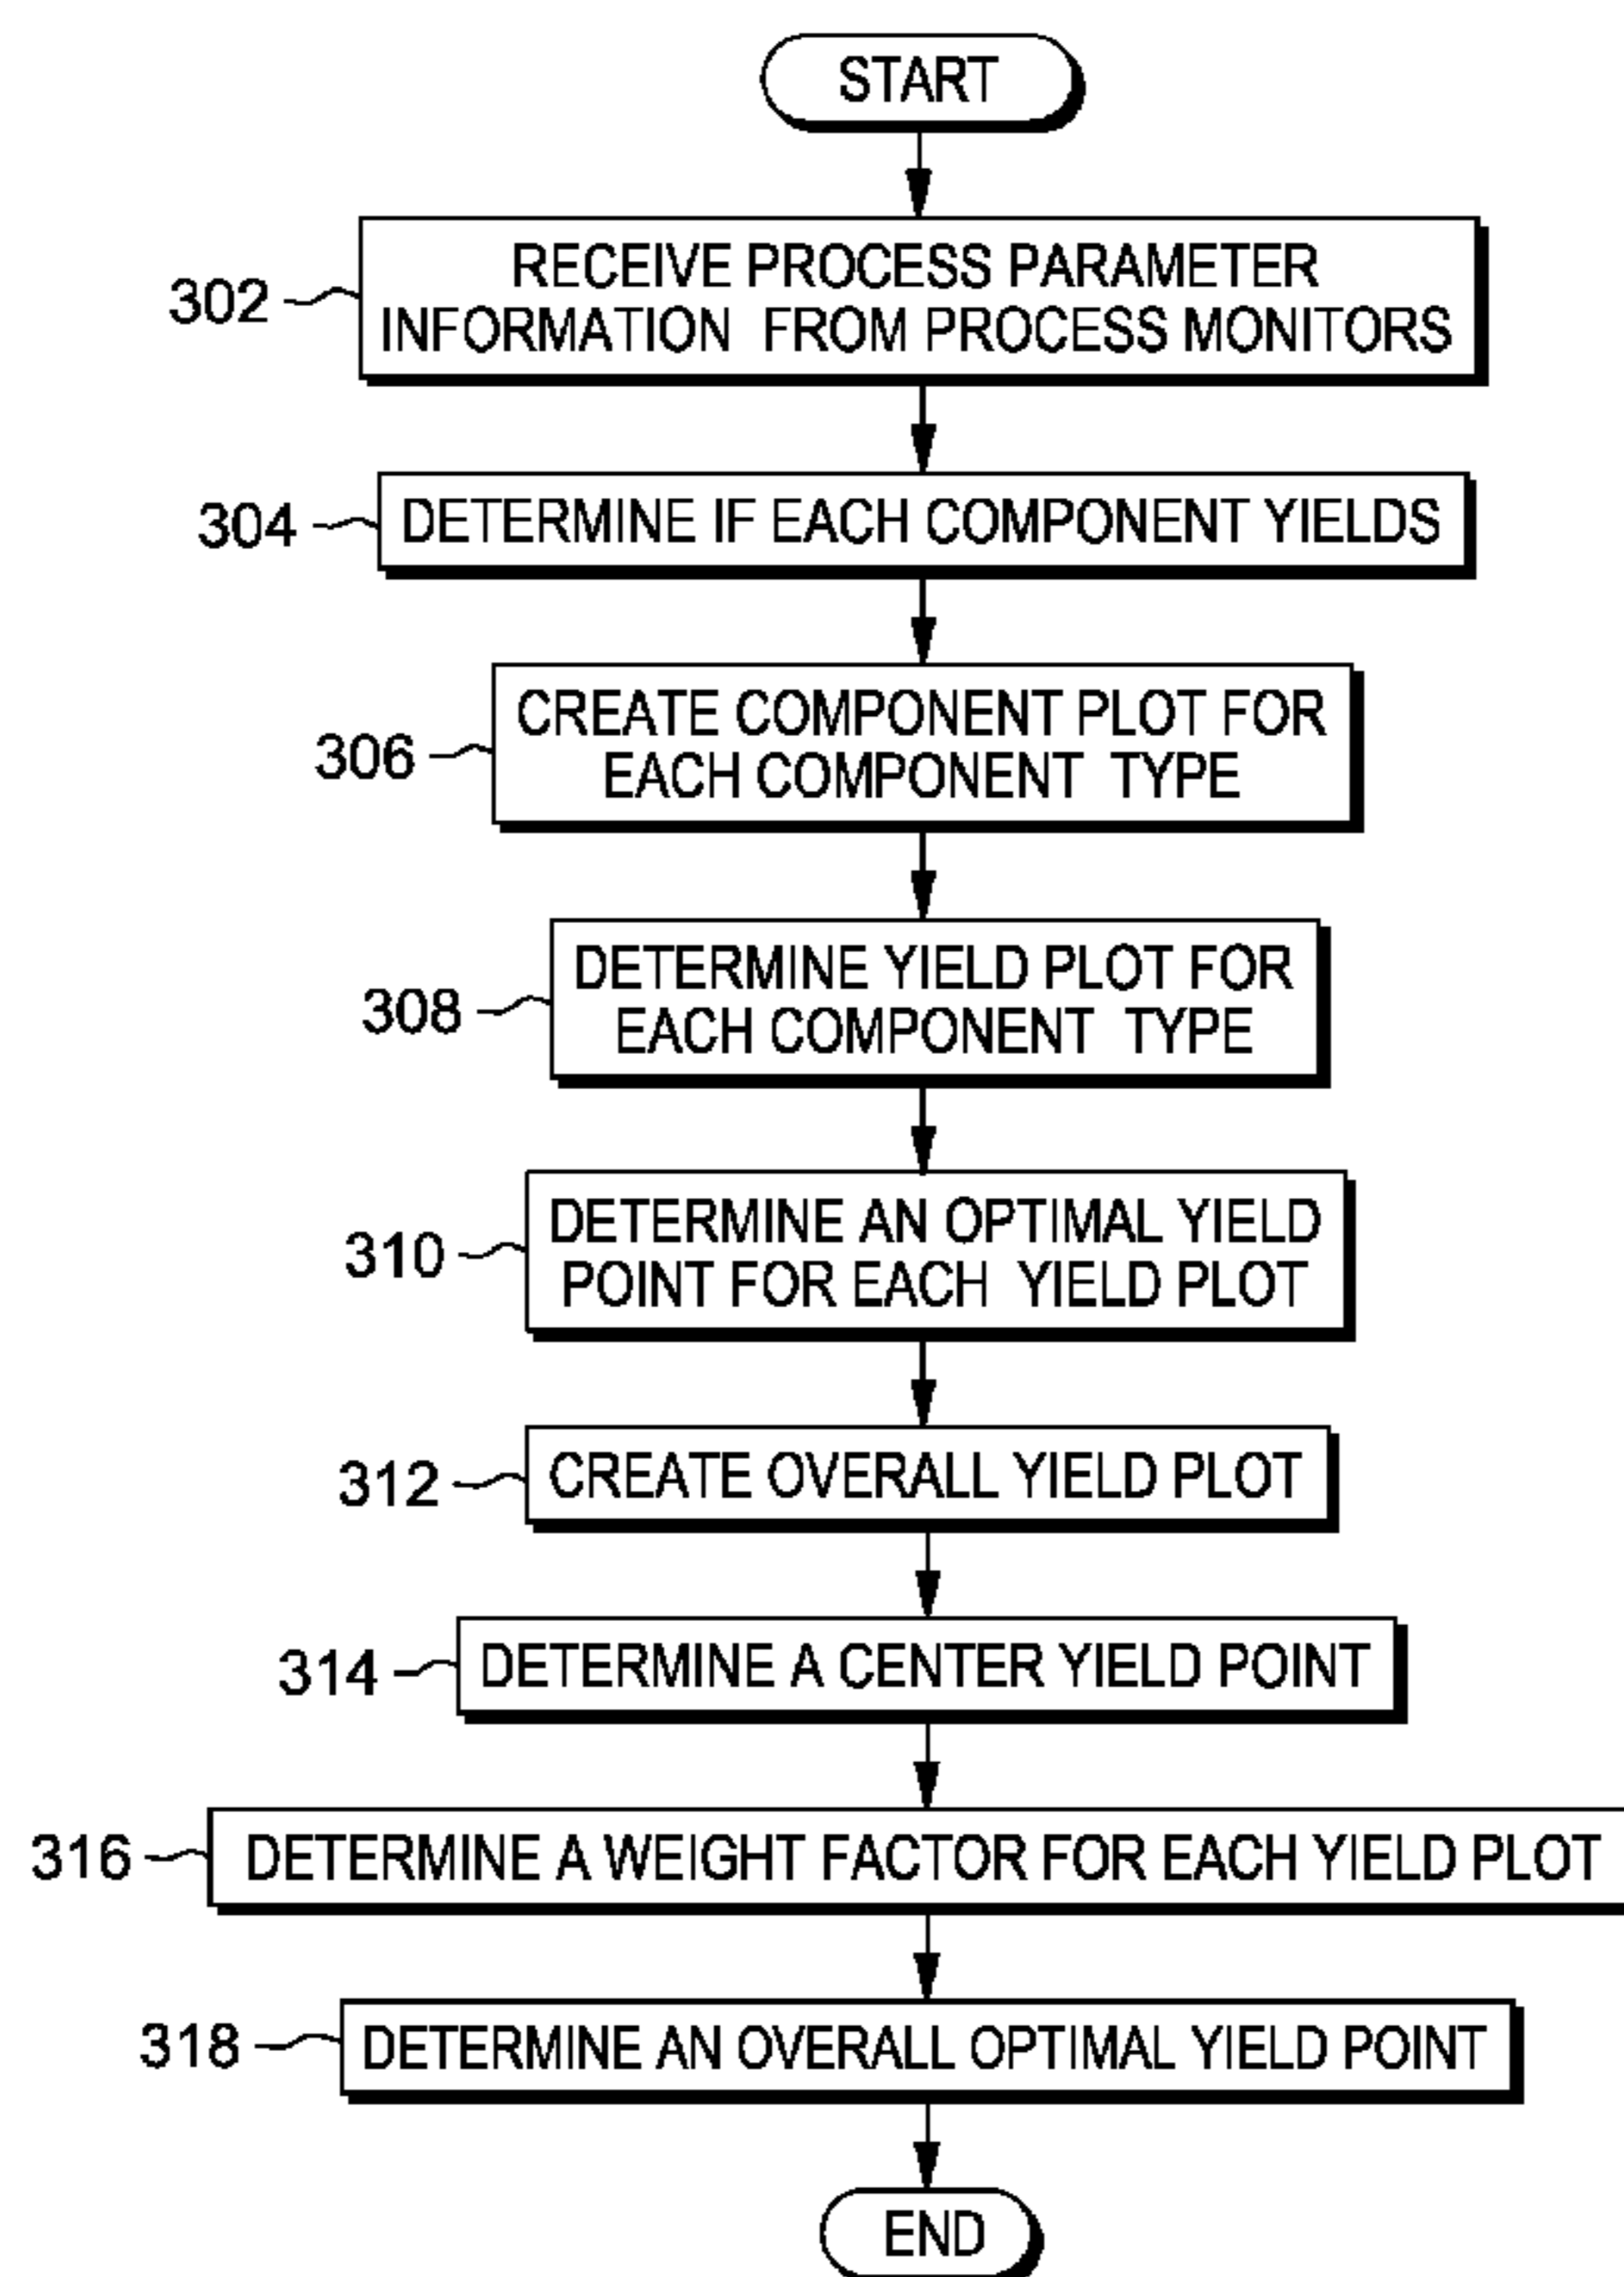 START
302
RECEIVE PROCESS PARAMETER
INFORMATION FROM PROCESS MONITORS
304
DETERMINE IF EACH COMPONENT YIELDS
306
CREATE COMPONENT PLOT FOR
EACH COMPONENT TYPE
308
DETERMINE YIELD PLOT FOR
EACH COMPONENT TYPE
310
DETERMINE AN OPTIMAL YIELD
POINT FOR EACH YIELD PLOT
312
CREATE OVERALL YIELD PLOT
314
DETERMINE A CENTER YIELD POINT
316
DETERMINE A WEIGHT FACTOR FOR EACH YIELD PLOT
318
DETERMINE AN OVERALL OPTIMAL YIELD POINT
END